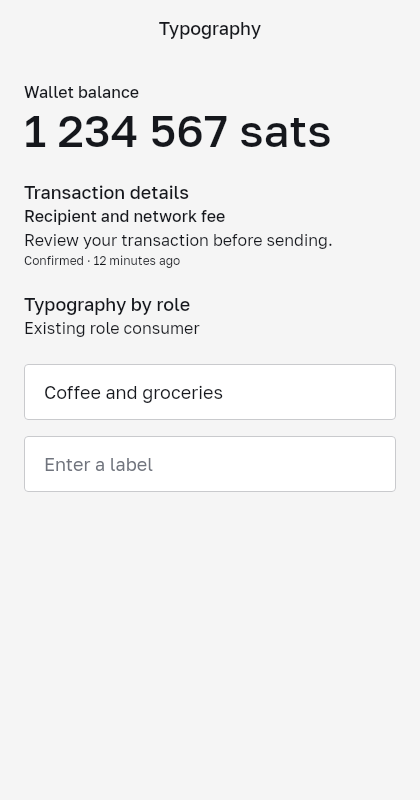 Typography
Wallet balance
1 234 567 sats
Transaction details
Recipient and network fee
Review your transaction before sending.
Confirmed · 12 minutes ago
Typography by role
Existing role consumer
Coffee and groceries
Enter a label